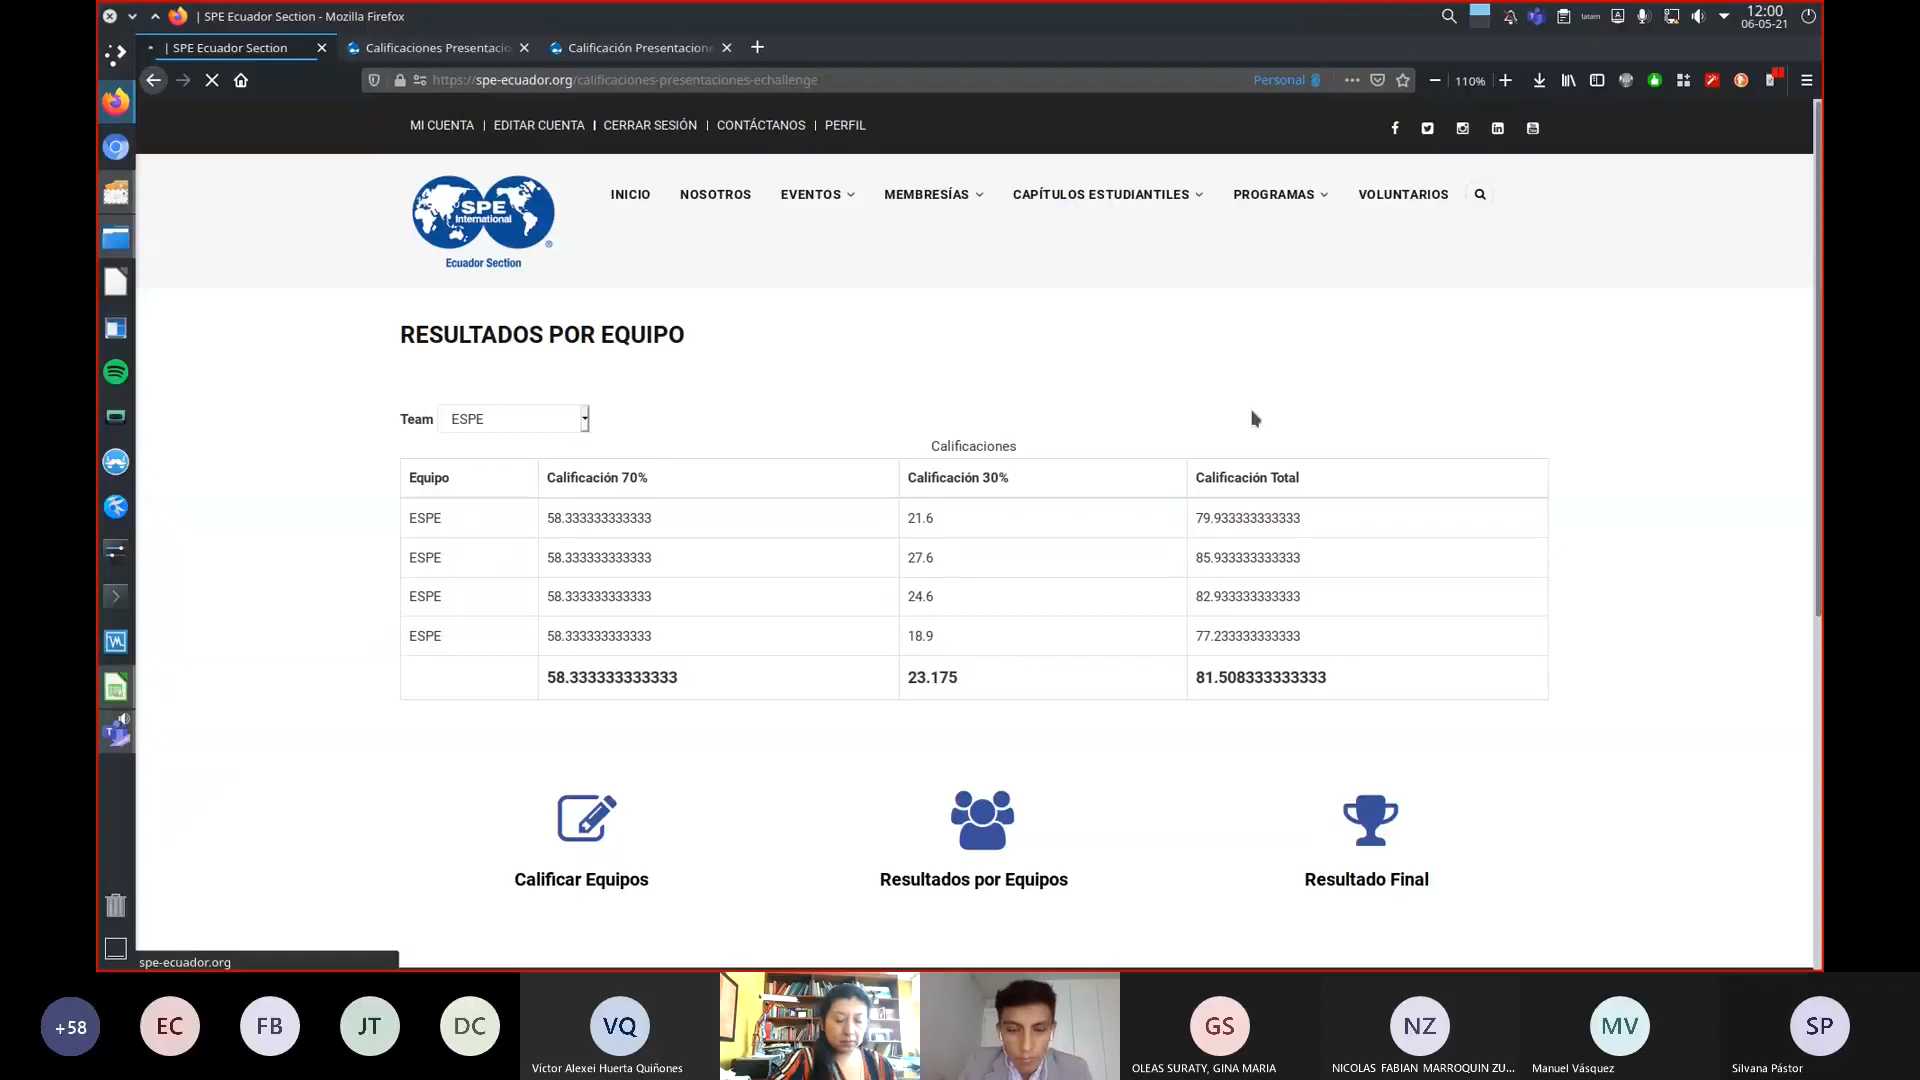 | SPE Ecuador Section - Mozilla Firefox
latam
12:00
06-05-21
| SPE Ecuador Section
Calificaciones Presentacio
Calificación Presentacione
https://spe-ecuador.org/calificaciones-presentaciones-echallenge
Personal
110%
MI CUENTA | EDITAR CUENTA | CERRAR SESIÓN | CONTÁCTANOS | PERFIL
SPE
International
Ecuador Section
INICIO NOSOTROS EVENTOS MEMBRESÍAS CAPÍTULOS ESTUDIANTILES PROGRAMAS VOLUNTARIOS
RESULTADOS POR EQUIPO
Team ESPE
Calificaciones
Equipo Calificación 70% Calificación 30% Calificación Total
ESPE 58.333333333333 21.6 79.933333333333
ESPE 58.333333333333 27.6 85.933333333333
ESPE 58.333333333333 24.6 82.933333333333
ESPE 58.333333333333 18.9 77.233333333333
58.333333333333 23.175 81.508333333333
Calificar Equipos
Resultados por Equipos
Resultado Final
spe-ecuador.org
+58
EC
FB
JT
DC
VQ
Víctor Alexei Huerta Quiñones
GS
OLEAS SURATY, GINA MARIA
NZ
NICOLAS FABIAN MARROQUIN ZU...
MV
Manuel Vásquez
SP
Silvana Pástor